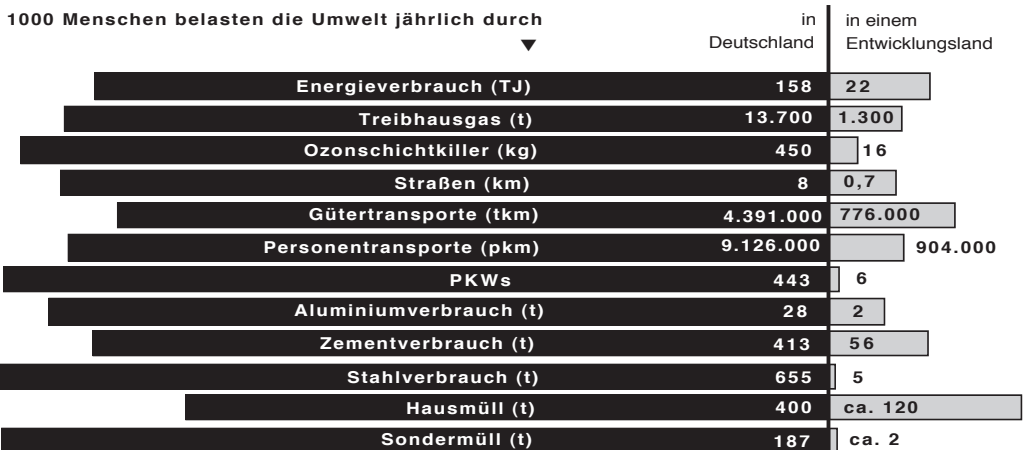 1000 Menschen belasten die Umwelt jährlich durch
in Deutschland
in einem Entwicklungsland
Energieverbrauch (TJ) 158 22
Treibhausgas (t) 13.700 1.300
Ozonschichtkiller (kg) 450 16
Straßen (km) 8 0,7
Gütertransporte (tkm) 4.391.000 776.000
Personentransporte (pkm) 9.126.000 904.000
PKWs 443 6
Aluminiumverbrauch (t) 28 2
Zementverbrauch (t) 413 56
Stahlverbrauch (t) 655 5
Hausmüll (t) 400 ca. 120
Sondermüll (t) 187 ca. 2